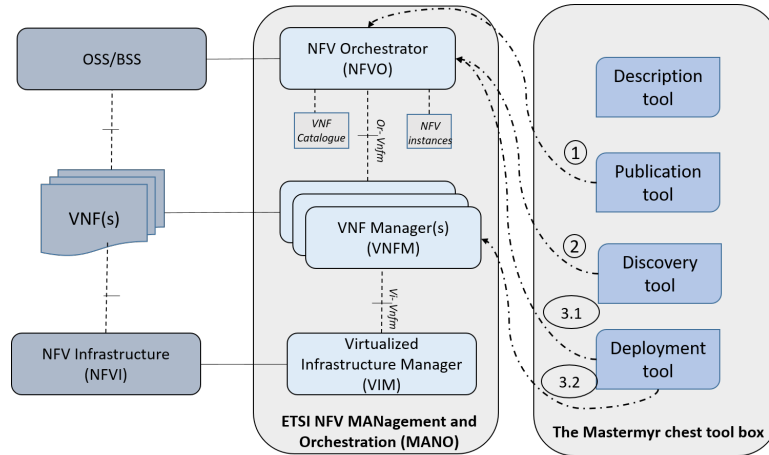 OSS/BSS
NFV Orchestrator
(NFVO)
VNF
Catalogue
Or- Vnfm
NFV
instances
VNF(s)
VNF Manager(s)
(VNFM)
Vi- Vnfm
NFV Infrastructure
(NFVI)
Virtualized
Infrastructure Manager
(VIM)
ETSI NFV MANagement and
Orchestration (MANO)
Description
tool
1
Publication
tool
2
Discovery
tool
3.1
Deployment
tool
3.2
The Mastermyr chest tool box